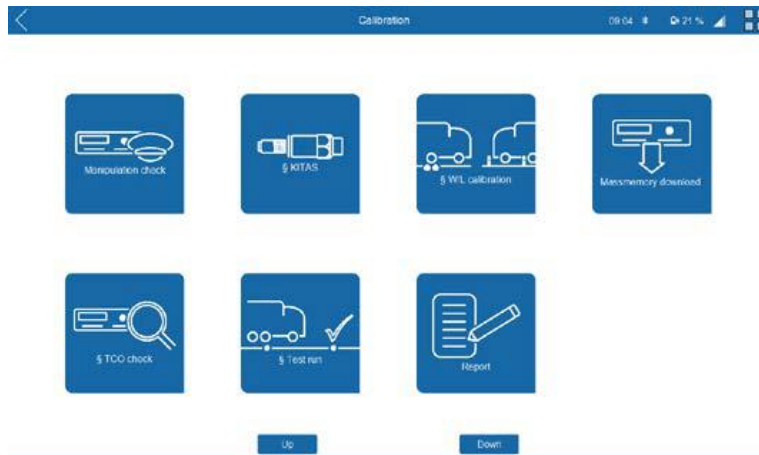 Calibration
09:04
21 %
Manipulation check
§ KITAS
§ W/L calibration
Massmemory download
§ TCO check
§ Test run
Report
Up
Down